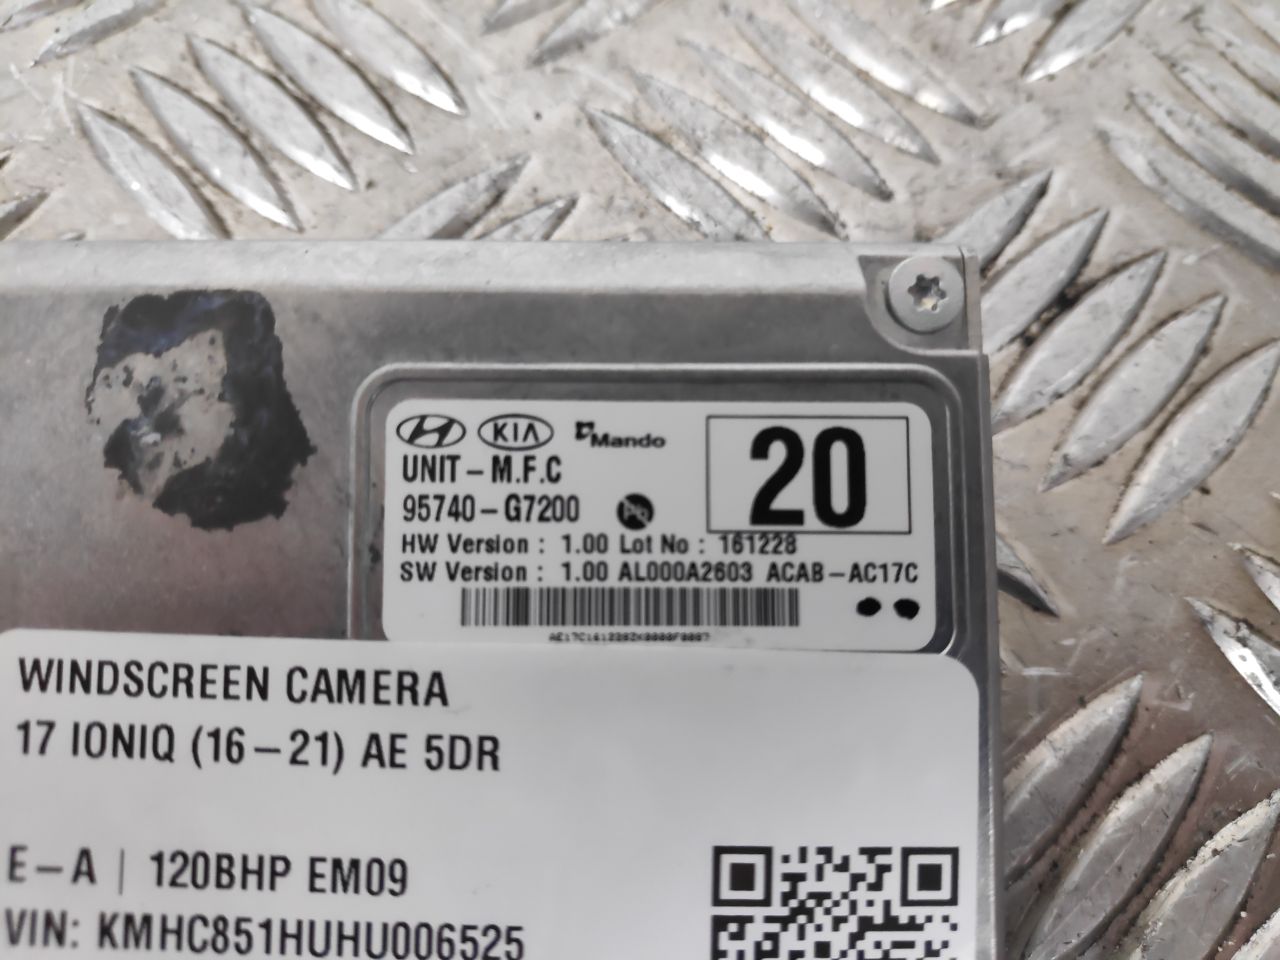 KIA Mando
20
UNIT-M.F.C
95740-G7200
HW Version : 1.00 Lot No : 161228
SW Version : 1.00 AL000A2603 ACAB-AC17C
WINDSCREEN CAMERA
17 IONIQ (16-21) AE 5DR
E-A | 120BHP EM09
VIN: KMHC851HUHU006525